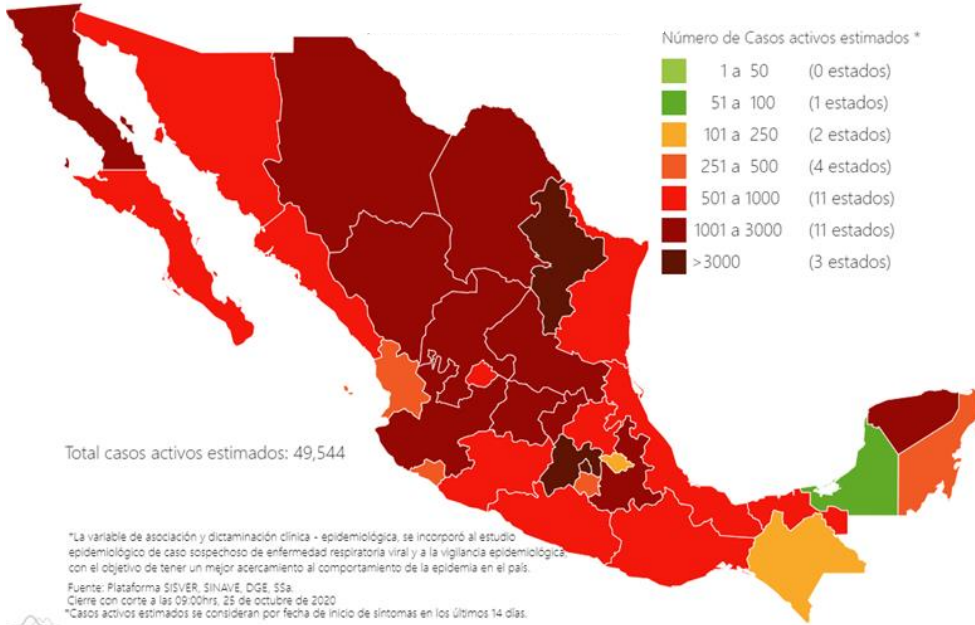 Número de Casos activos estimados *
1 a 50 (0 estados)
51 a 100 (1 estados)
101 a 250 (2 estados)
251 a 500 (4 estados)
501 a 1000 (11 estados)
1001 a 3000 (11 estados)
>3000 (3 estados)
Total casos activos estimados: 49,544
*La variable de asociación y dictaminación clínica - epidemiológica, se incorporó al estudio
epidemiológico de caso sospechoso de enfermedad respiratoria viral y a la vigilancia epidemiológica,
con el objetivo de tener un mejor acercamiento al comportamiento de la epidemia en el país.
Fuente: Plataforma SISVER, SINAVE, DGE, SSa.
Cierre con corte a las 09:00hrs, 25 de octubre de 2020
*Casos activos estimados se consideran por fecha de inicio de síntomas en los últimos 14 días.